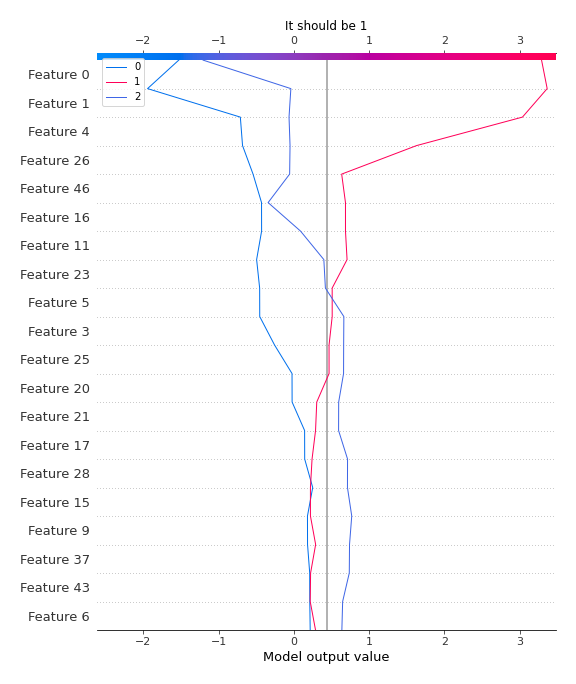 It should be 1
−2 −1 0 1 2 3
0
1
2
Feature 0
Feature 1
Feature 4
Feature 26
Feature 46
Feature 16
Feature 11
Feature 23
Feature 5
Feature 3
Feature 25
Feature 20
Feature 21
Feature 17
Feature 28
Feature 15
Feature 9
Feature 37
Feature 43
Feature 6
−2 −1 0 1 2 3
Model output value